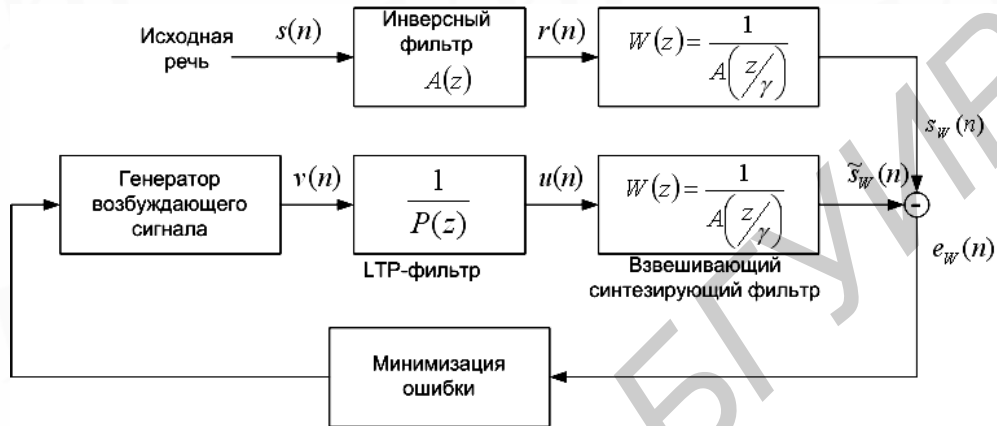 Исходная речь
s(n)
Инверсный фильтр
A(z)
r(n)
W(z) = 1 / A(z/γ)
s_W(n)
Генератор возбуждающего сигнала
v(n)
1 / P(z)
LTP-фильтр
u(n)
W(z) = 1 / A(z/γ)
Взвешивающий синтезирующий фильтр
s̃_W(n)
-
e_W(n)
Минимизация ошибки
БГУИР